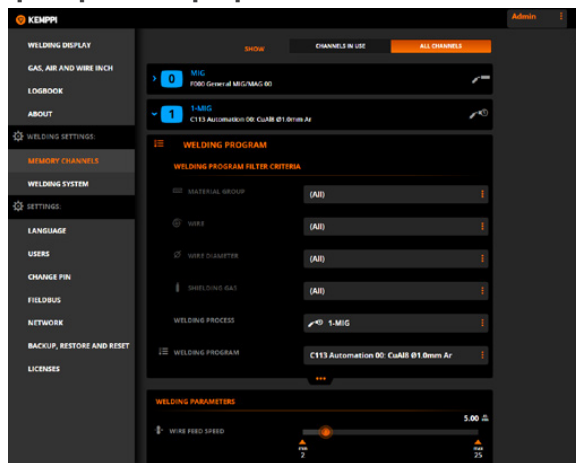 KEMPPI
Admin
WELDING DISPLAY
GAS, AIR AND WIRE INCH
LOGBOOK
ABOUT
WELDING SETTINGS:
MEMORY CHANNELS
WELDING SYSTEM
SETTINGS:
LANGUAGE
USERS
CHANGE PIN
FIELDBUS
NETWORK
BACKUP, RESTORE AND RESET
LICENSES
SHOW
CHANNELS IN USE
ALL CHANNELS
0
MIG
F000 General MIG/MAG 00
1
1-MIG
C113 Automation 00: CuAl8 Ø1.0mm Ar
WELDING PROGRAM
WELDING PROGRAM FILTER CRITERIA
MATERIAL GROUP
(All)
WIRE
(All)
WIRE DIAMETER
(All)
SHIELDING GAS
(All)
WELDING PROCESS
1-MIG
WELDING PROGRAM
C113 Automation 00: CuAl8 Ø1.0mm Ar
WELDING PARAMETERS
5.00
WIRE FEED SPEED
min
2
max
25